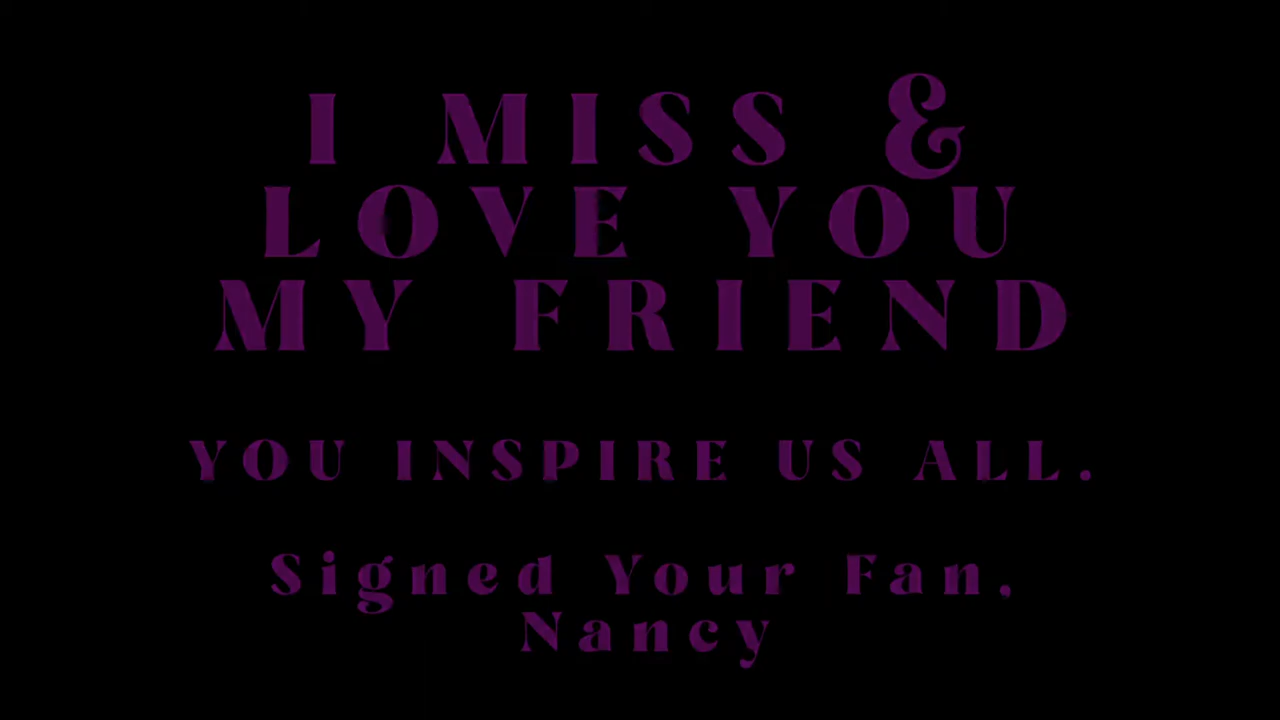 I MISS &
LOVE YOU
MY FRIEND
YOU INSPIRE US ALL.
Signed Your Fan,
Nancy